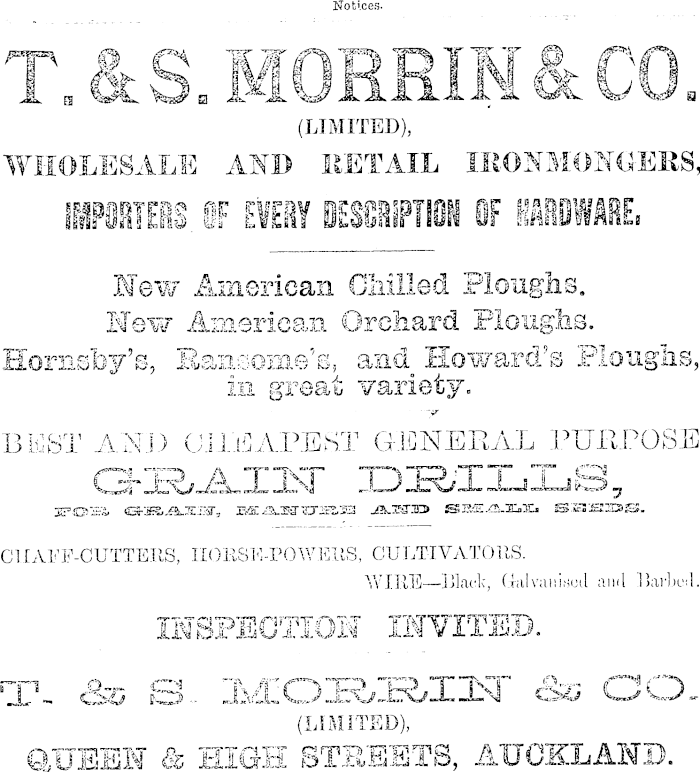 Notices.
T. & S. MORRIN & CO.
(LIMITED),
WHOLESALE AND RETAIL IRONMONGERS,
IMPORTERS OF EVERY DESCRIPTION OF HARDWARE.
New American Chilled Ploughs.
New American Orchard Ploughs.
Hornsby's, Ransome's, and Howard's Ploughs,
in great variety.
BEST AND CHEAPEST GENERAL PURPOSE
GRAIN DRILLS,
FOR GRAIN, MANURE AND SMALL SEEDS.
CHAFF-CUTTERS, HORSE-POWERS, CULTIVATORS.
WIRE—Black, Galvanised and Barbed.
INSPECTION INVITED.
T. & S. MORRIN & CO.
(LIMITED),
QUEEN & HIGH STREETS, AUCKLAND.